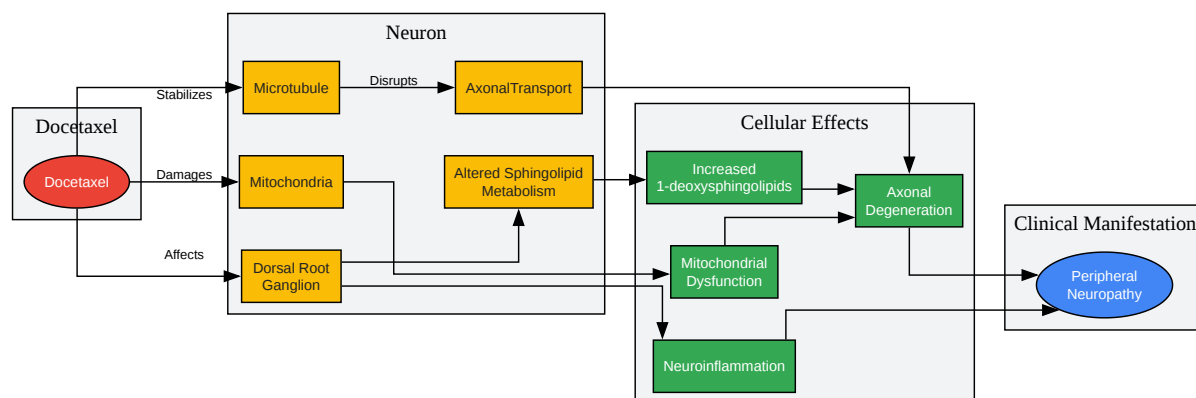 Neuron
Microtubule
Disrupts
AxonalTransport
Stabilizes
Docetaxel
Docetaxel
Damages
Mitochondria
Altered Sphingolipid
Metabolism
Affects
Dorsal Root
Ganglion
Cellular Effects
Increased
1-deoxysphingolipids
Axonal
Degeneration
Mitochondrial
Dysfunction
Neuroinflammation
Clinical Manifestation
Peripheral
Neuropathy